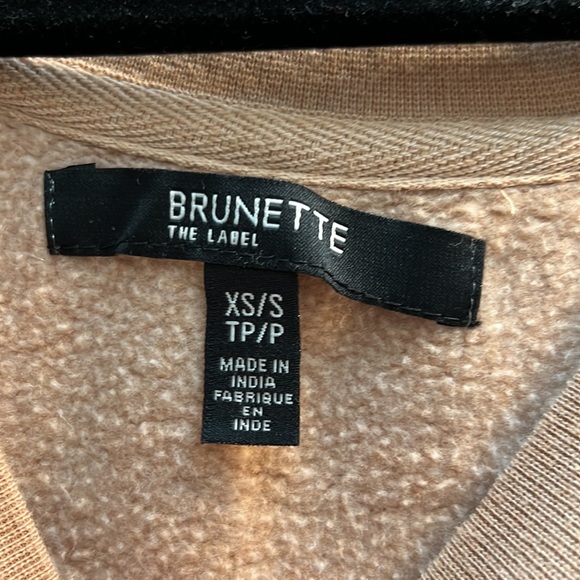 BRUNETTE
THE LABEL
XS/S
TP/P
MADE IN
INDIA
FABRIQUE
EN
INDE